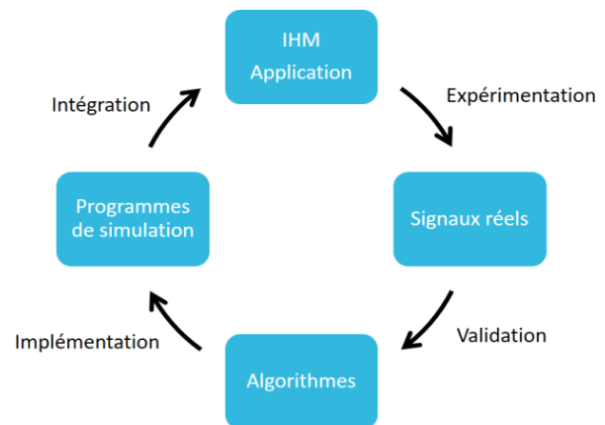 IHM
Application
Intégration
Expérimentation
Programmes
de simulation
Signaux réels
Implémentation
Validation
Algorithmes